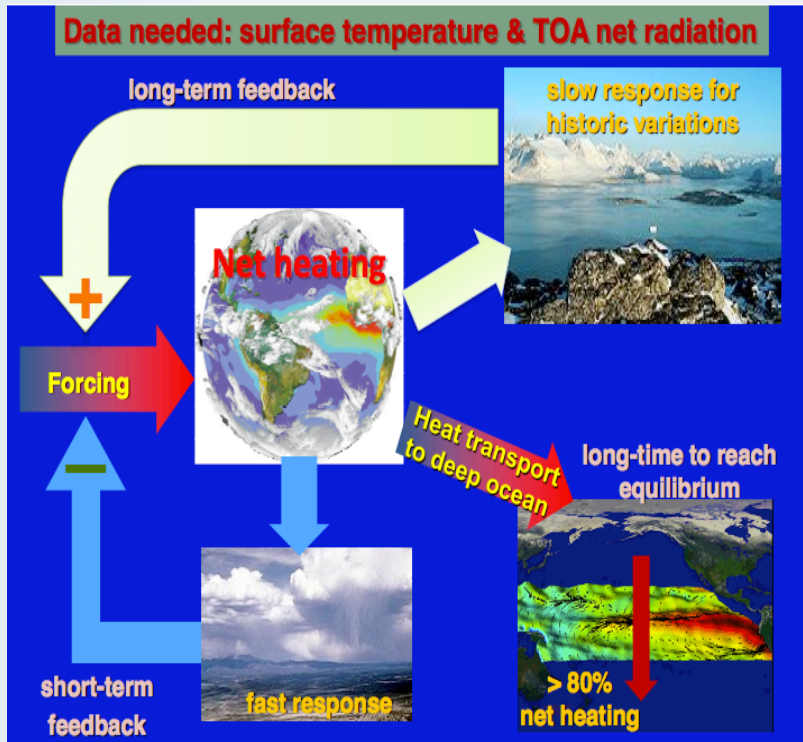 Data needed: surface temperature & TOA net radiation
long-term feedback
slow response for
historic variations
Net heating
+
Forcing
−
Heat transport
to deep ocean
long-time to reach
equilibrium
> 80%
net heating
fast response
short-term
feedback